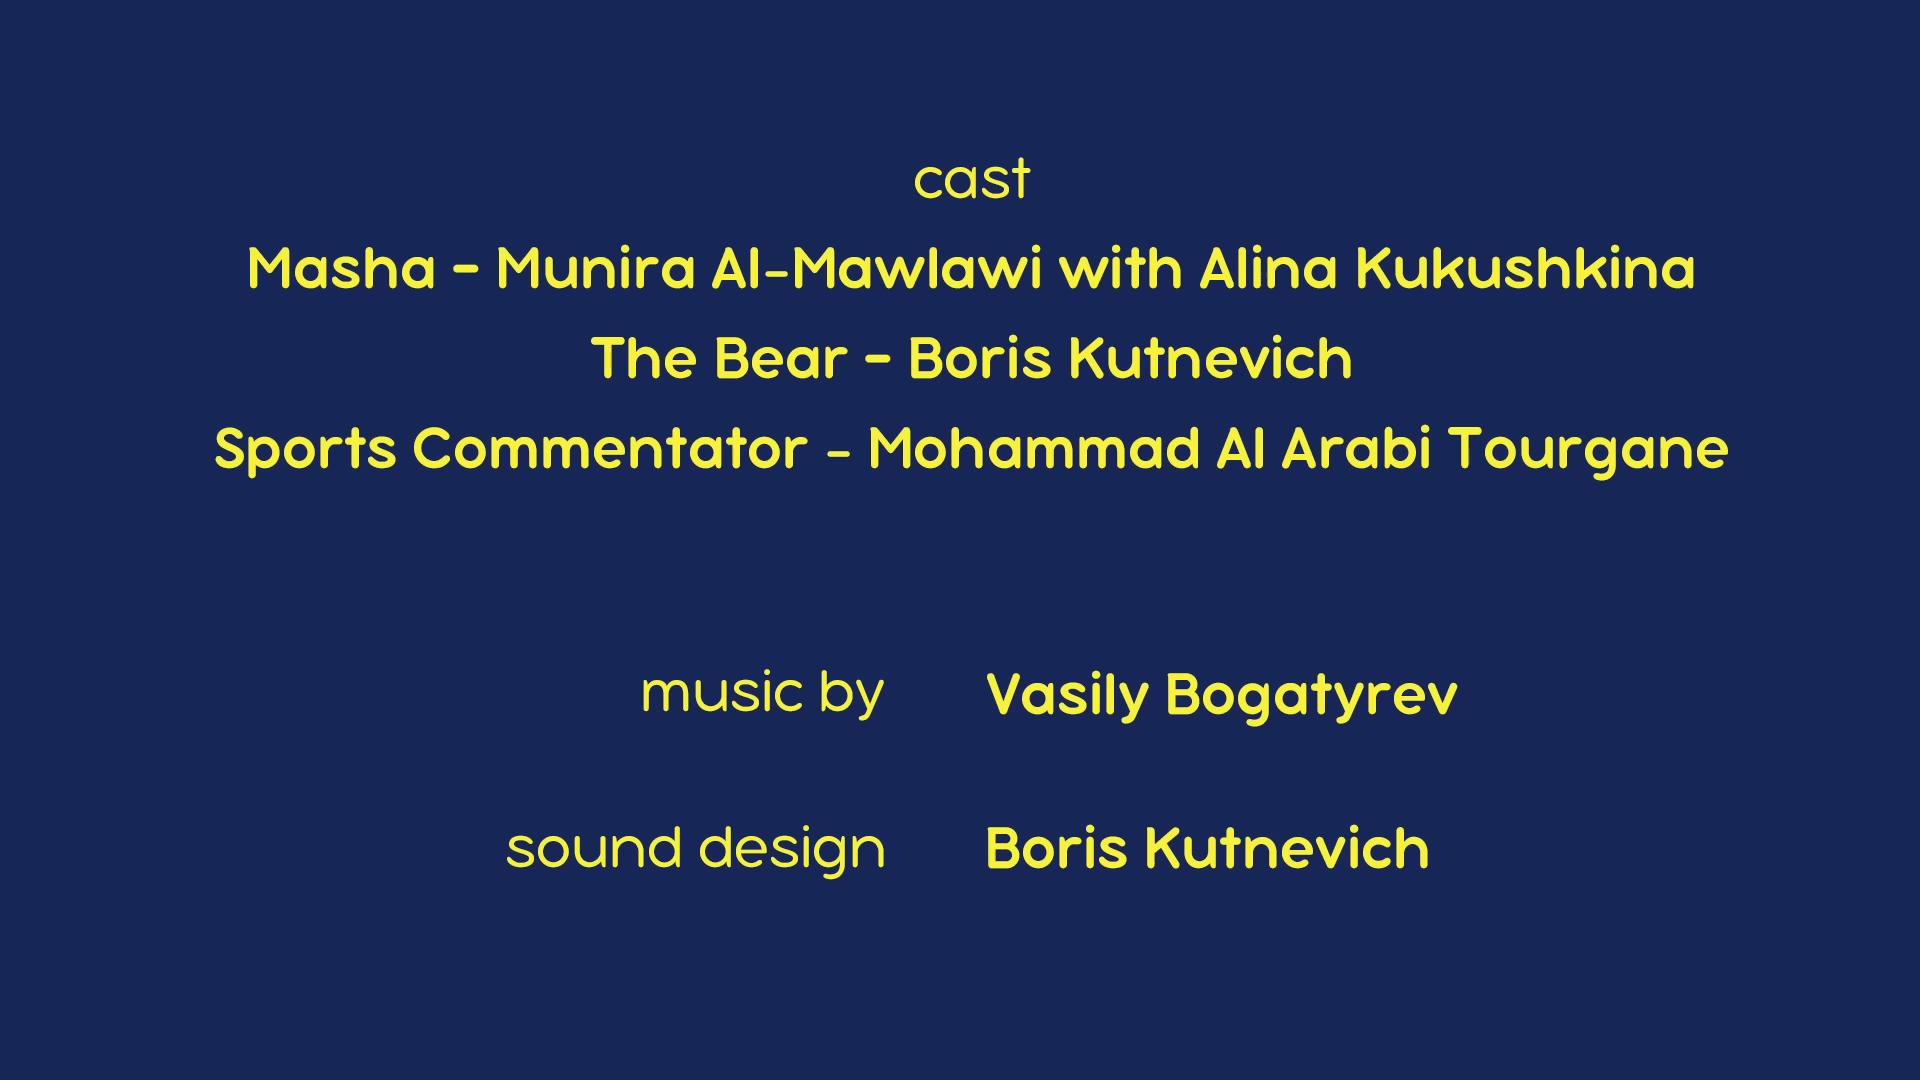 cast
Masha - Munira Al-Mawlawi with Alina Kukushkina
The Bear - Boris Kutnevich
Sports Commentator - Mohammad Al Arabi Tourgane
music by Vasily Bogatyrev
sound design Boris Kutnevich